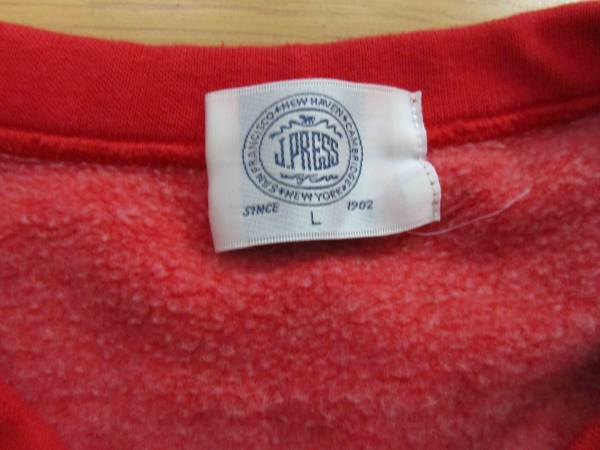 NEW HAVEN
CAMBRIDGE
NEW YORK
SAN FRANCISCO
J.PRESS
SINCE 1902
L